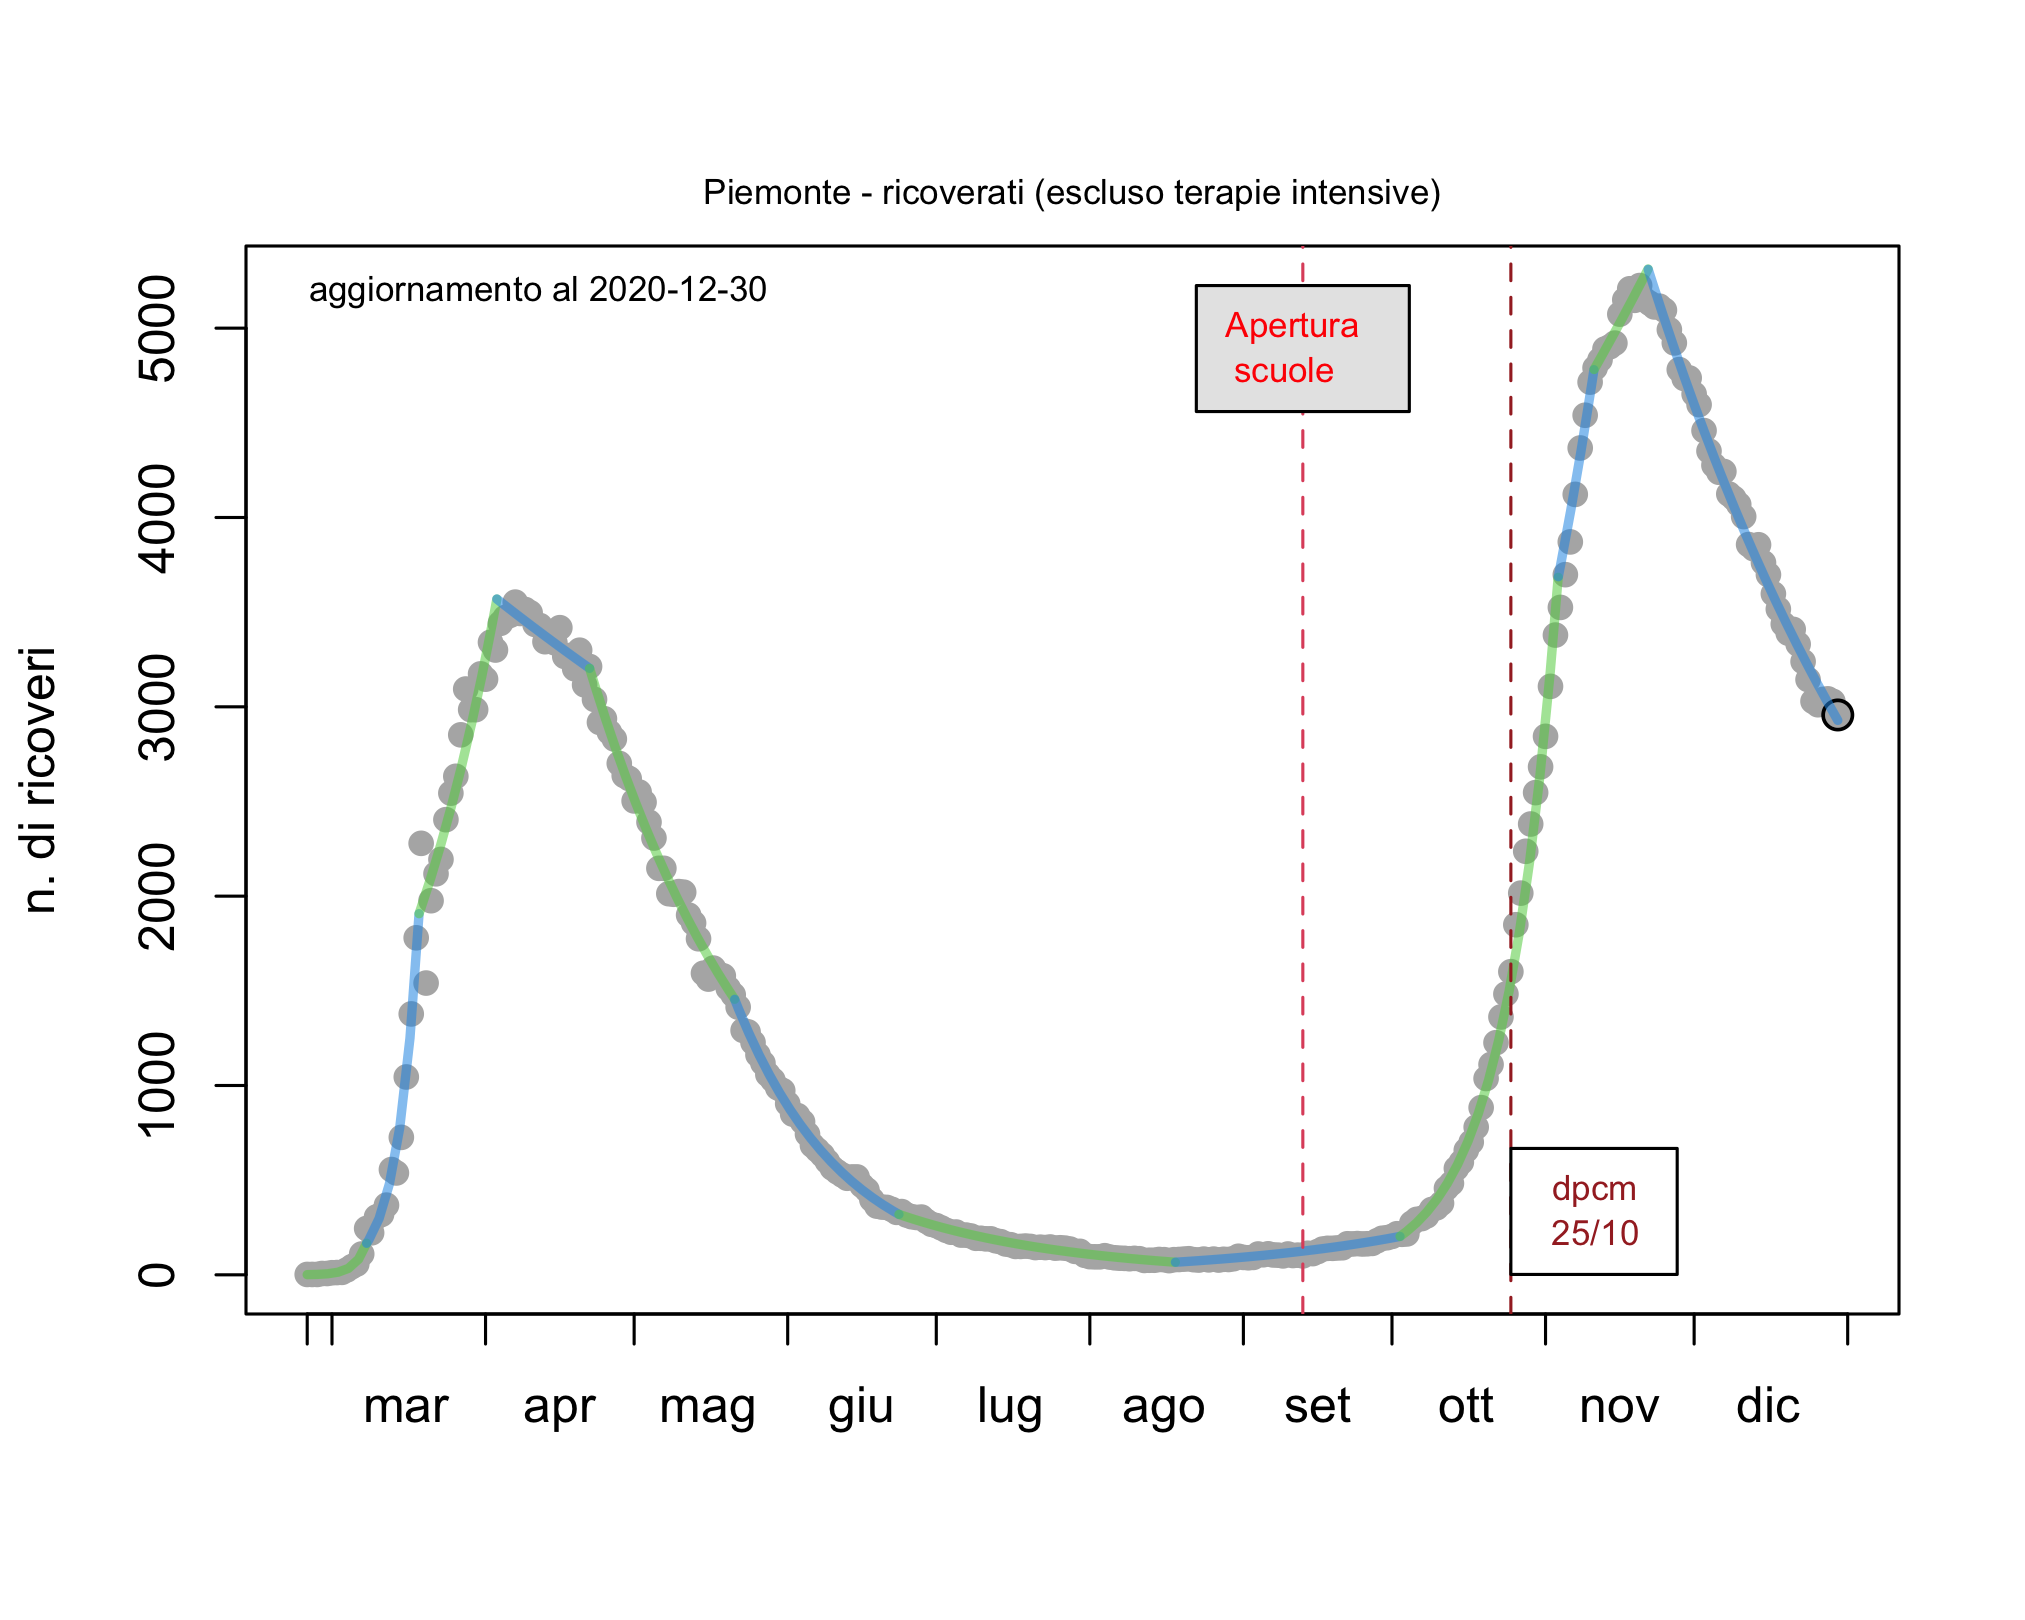 Piemonte - ricoverati (escluso terapie intensive)
aggiornamento al 2020-12-30
Apertura
scuole
dpcm
25/10
n. di ricoveri
5000
4000
3000
2000
1000
0
mar apr mag giu lug ago set ott nov dic